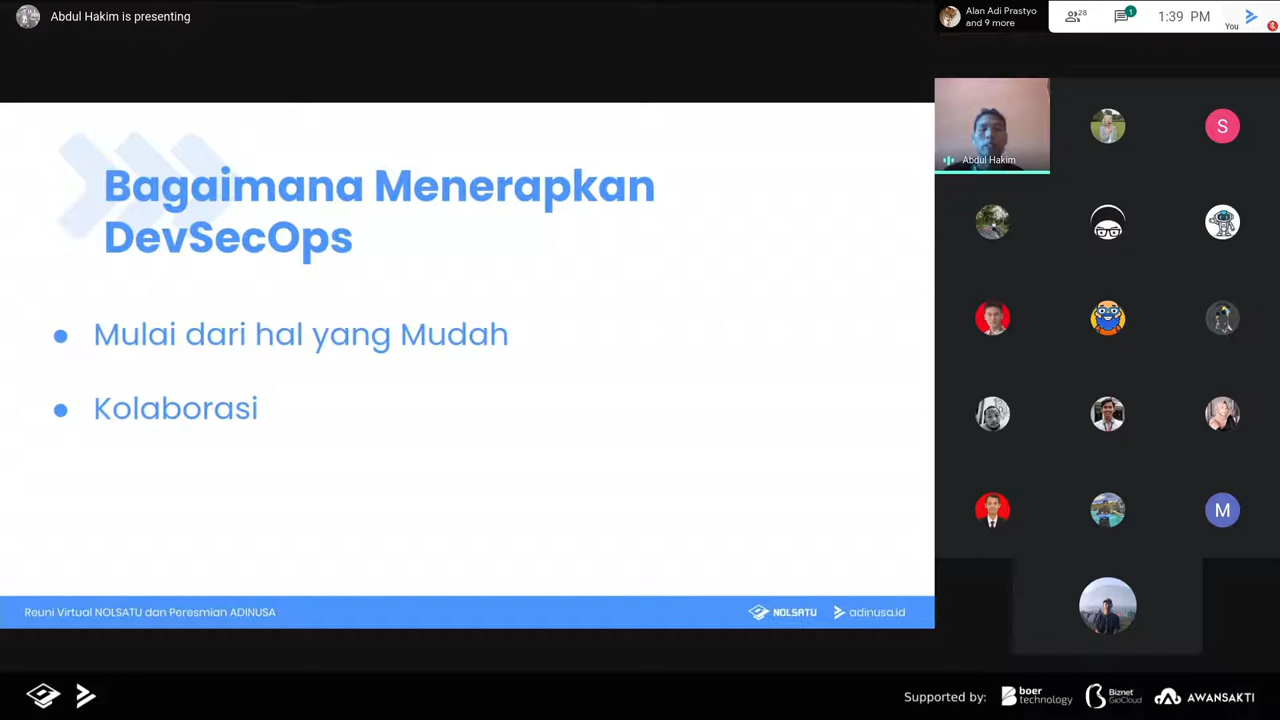 Abdul Hakim is presenting
Alan Adi Prastyo
and 9 more
28
1
1:39 PM
You
Abdul Hakim
S
Bagaimana Menerapkan
DevSecOps
Mulai dari hal yang Mudah
Kolaborasi
M
Reuni Virtual NOLSATU dan Peresmian ADINUSA
NOLSATU
adinusa.id
Supported by:
boer
technology
Biznet
GioCloud
AWANSAKTI